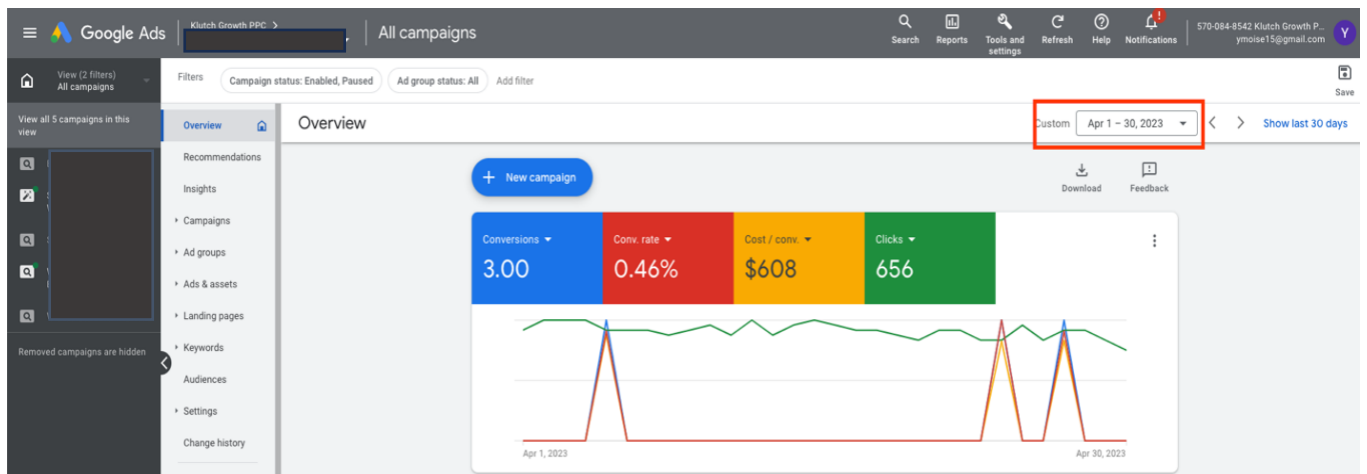 Google Ads
Klutch Growth PPC
All campaigns
Search
Reports
Tools and
settings
Refresh
Help
!
Notifications
570-084-8542 Klutch Growth P...
ymoise15@gmail.com
Y
View (2 filters)
All campaigns
Filters
Campaign status: Enabled, Paused
Ad group status: All
Add filter
Save
View all 5 campaigns in this
view
Removed campaigns are hidden
Overview
Recommendations
Insights
Campaigns
Ad groups
Ads & assets
Landing pages
Keywords
Audiences
Settings
Change history
Overview
Custom
Apr 1 – 30, 2023
Show last 30 days
New campaign
Download
Feedback
Conversions
3.00
Conv. rate
0.46%
Cost / conv.
$608
Clicks
656
Apr 1, 2023
Apr 30, 2023